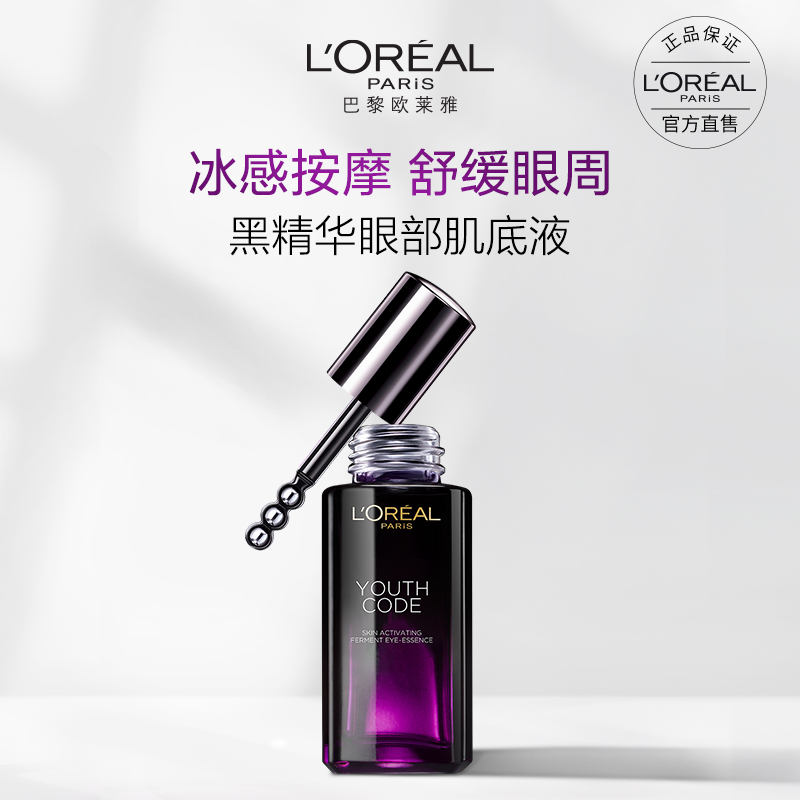 L'ORÉAL
PARiS
巴黎欧莱雅
正品保证
L'ORÉAL
PARiS
官方直售
冰感按摩 舒缓眼周
黑精华眼部肌底液
L'ORÉAL
PARiS
YOUTH
CODE
SKIN ACTIVATING
FERMENT EYE-ESSENCE